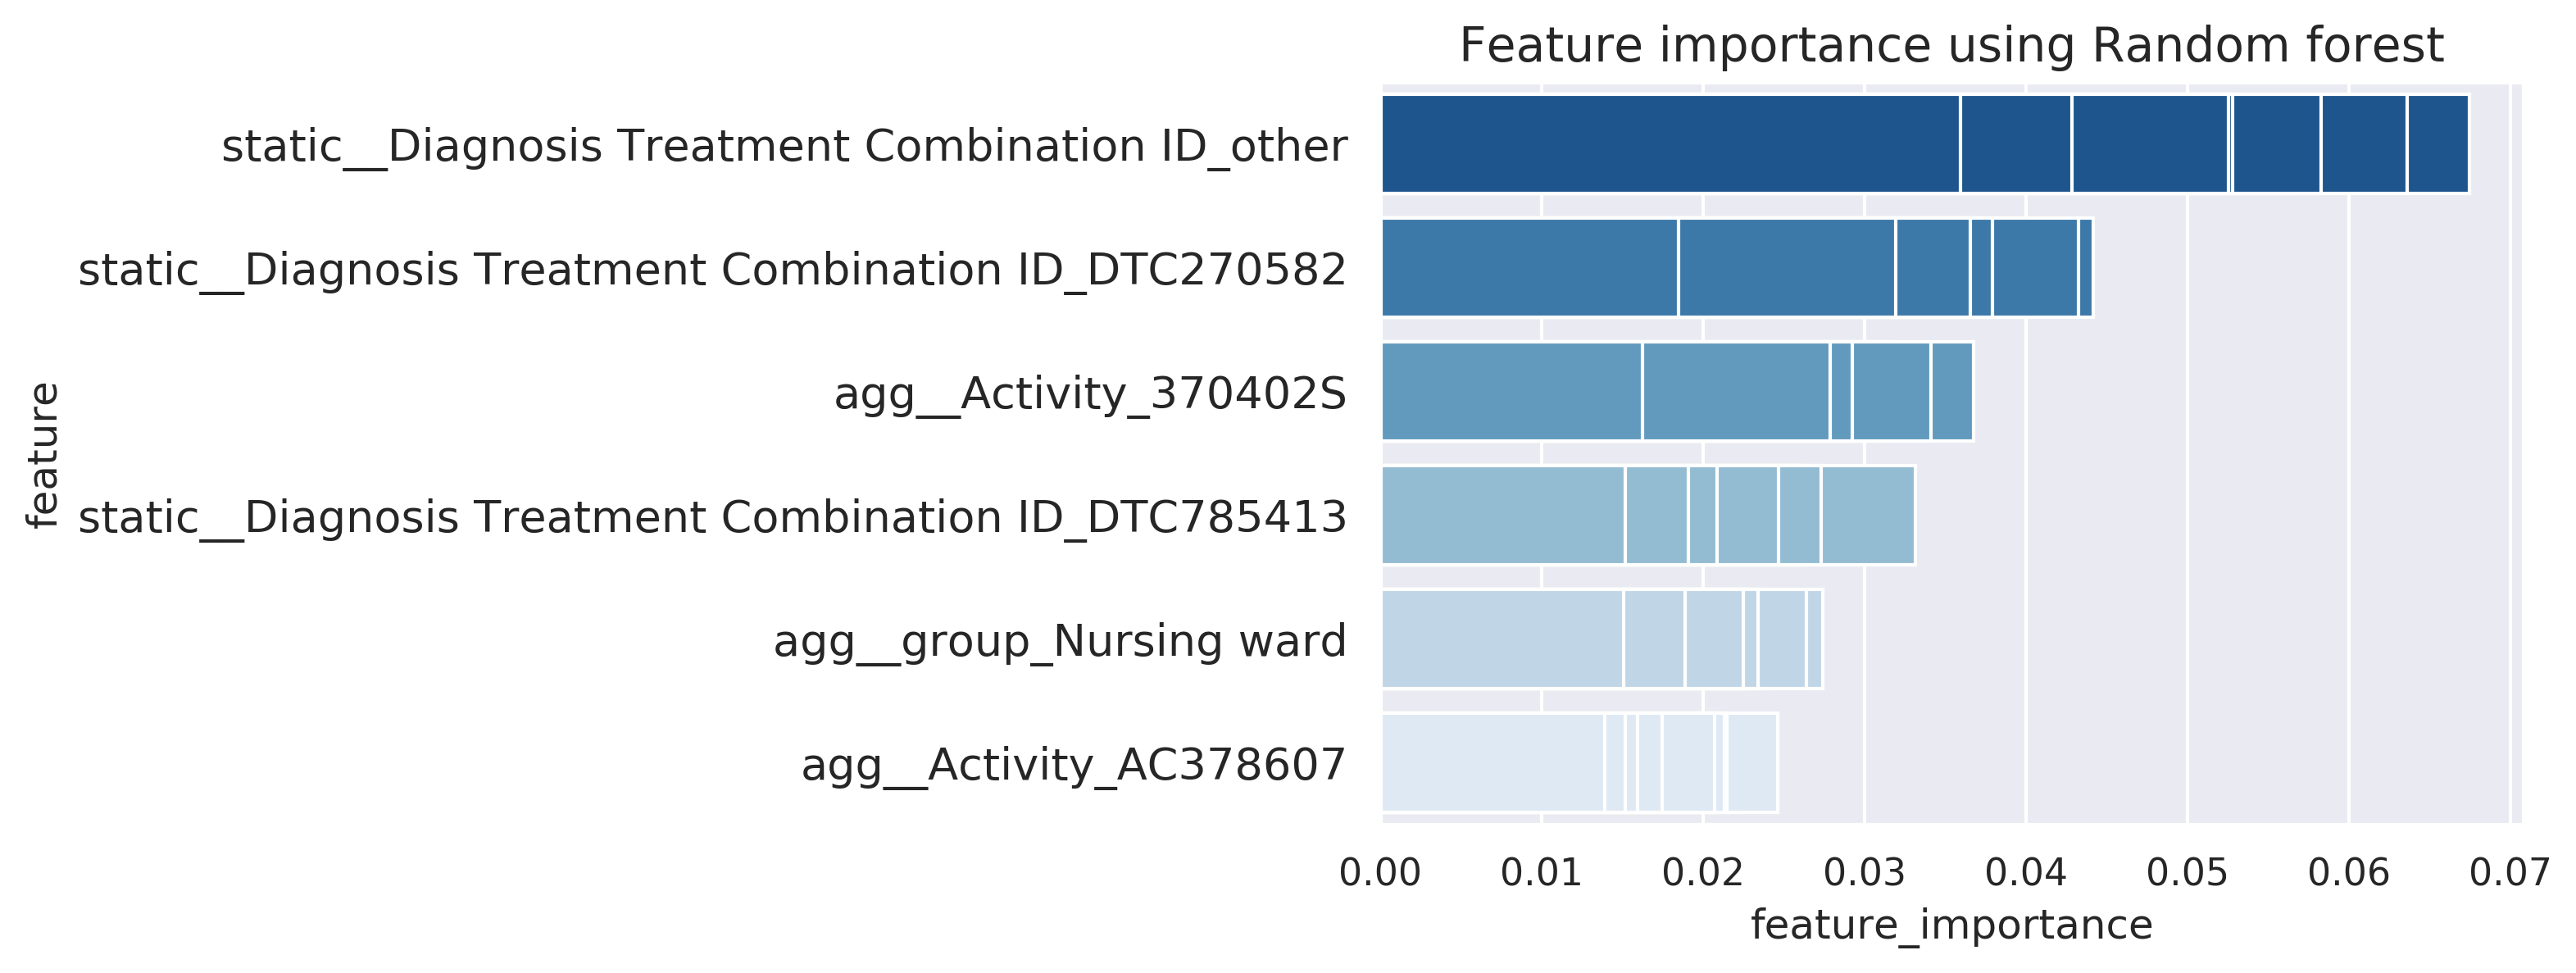 Feature importance using Random forest
static__Diagnosis Treatment Combination ID_other
static__Diagnosis Treatment Combination ID_DTC270582
agg__Activity_370402S
static__Diagnosis Treatment Combination ID_DTC785413
agg__group_Nursing ward
agg__Activity_AC378607
feature
0.00 0.01 0.02 0.03 0.04 0.05 0.06 0.07
feature_importance